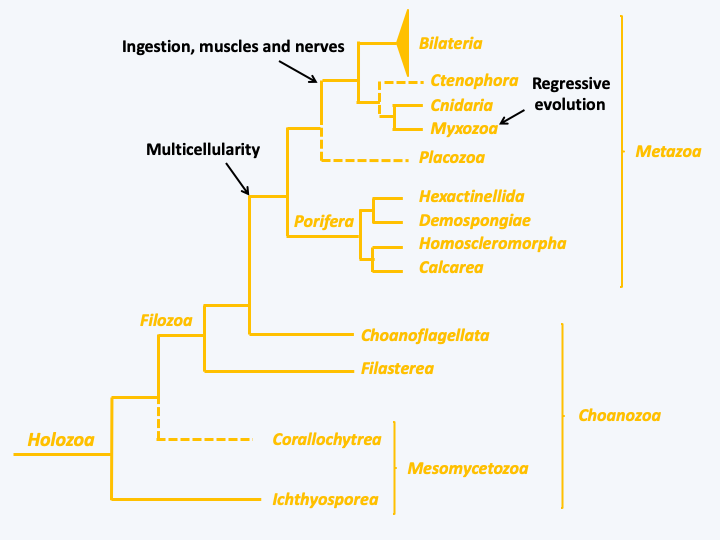 Ingestion, muscles and nerves
Bilateria
Ctenophora
Regressive
evolution
Cnidaria
Myxozoa
Multicellularity
Placozoa
Metazoa
Hexactinellida
Porifera
Demospongiae
Homoscleromorpha
Calcarea
Filozoa
Choanoflagellata
Filasterea
Choanozoa
Holozoa
Corallochytrea
Mesomycetozoa
Ichthyosporea